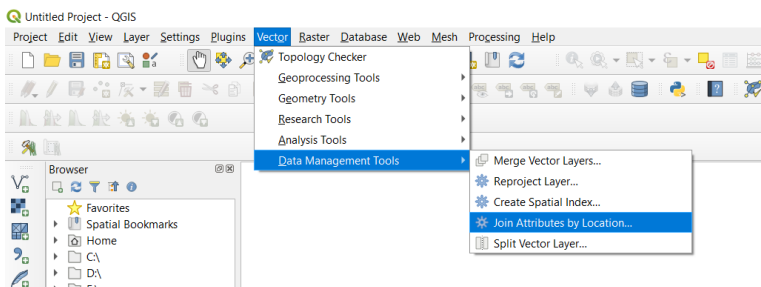 Untitled Project - QGIS
Project Edit View Layer Settings Plugins Vector Raster Database Web Mesh Processing Help
Topology Checker
Geoprocessing Tools
Geometry Tools
Research Tools
Analysis Tools
Data Management Tools
Merge Vector Layers...
Reproject Layer...
Create Spatial Index...
Join Attributes by Location...
Split Vector Layer...
Browser
Favorites
Spatial Bookmarks
Home
C:\
D:\